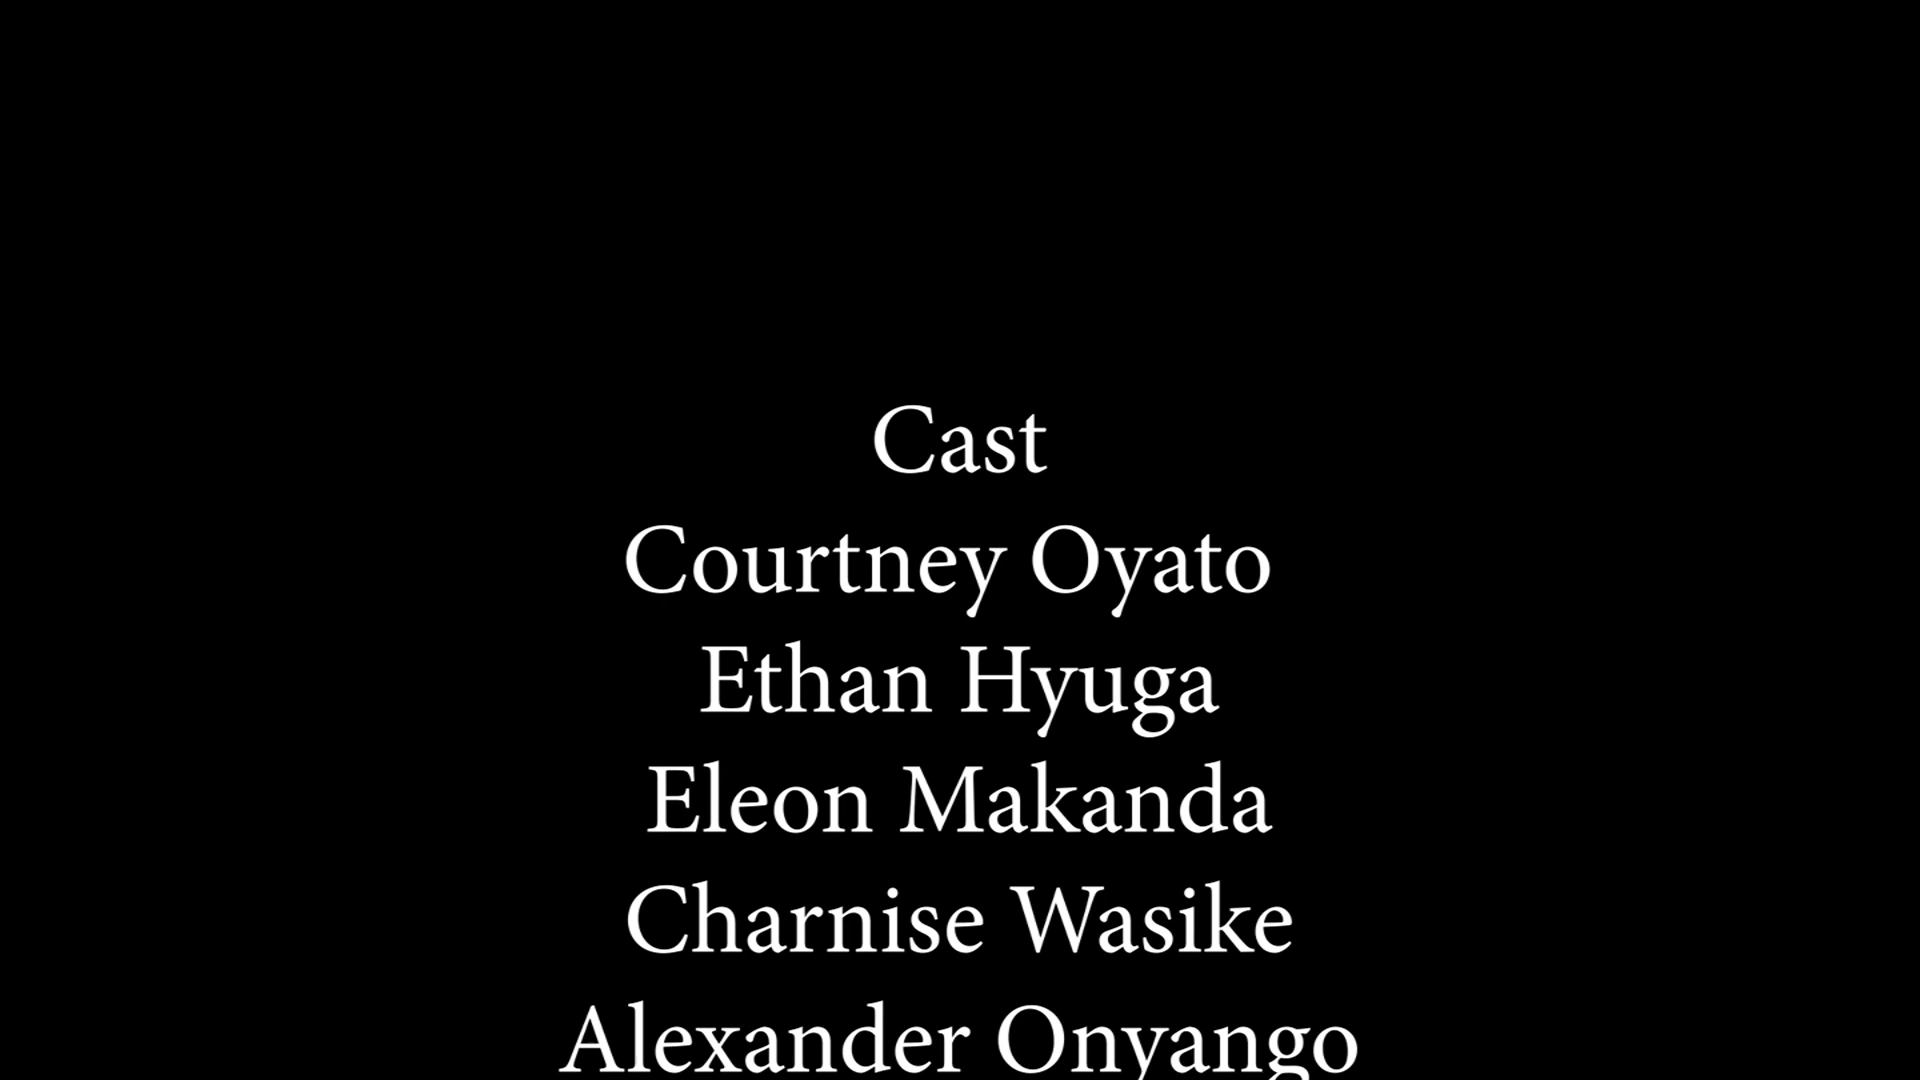 Cast
Courtney Oyato
Ethan Hyuga
Eleon Makanda
Charnise Wasike
Alexander Onyango